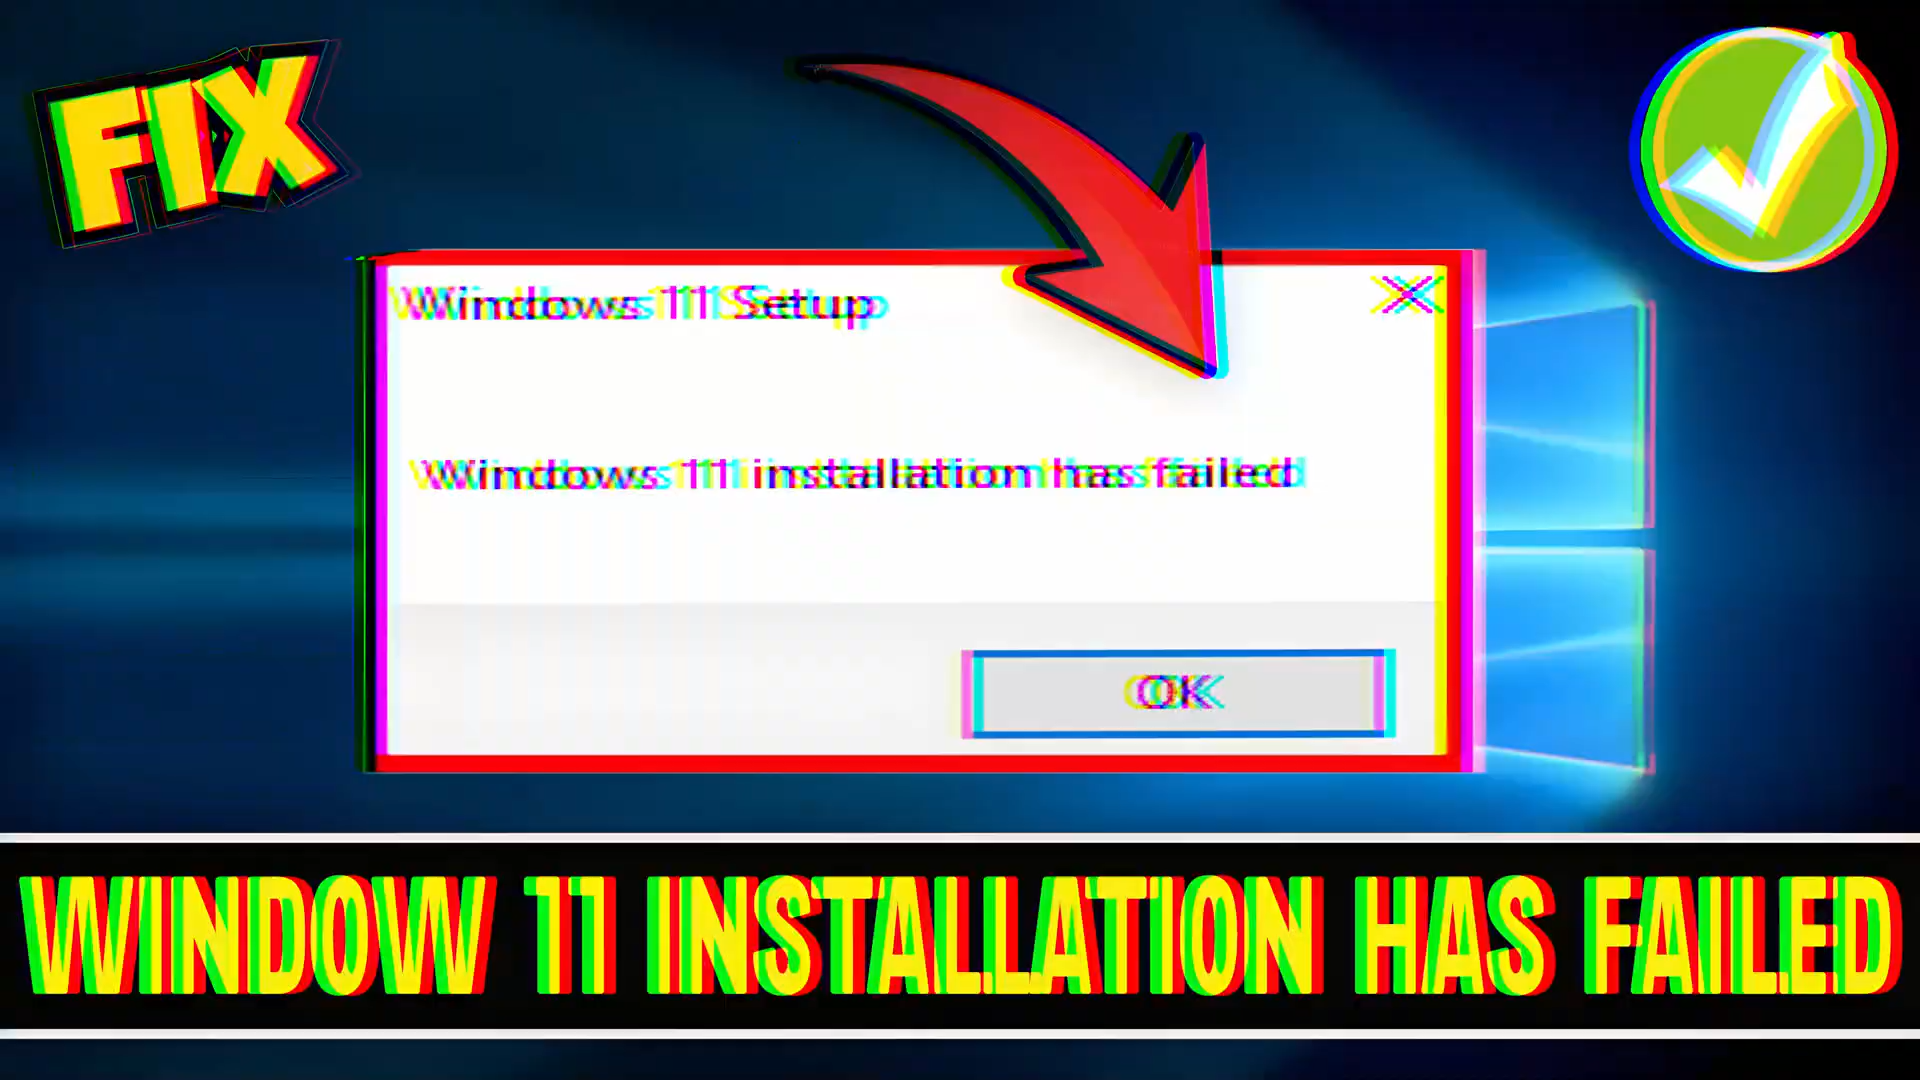 FIX
Windows 11 Setup
Windows 11 installation has failed
OK
WINDOW 11 INSTALLATION HAS FAILED